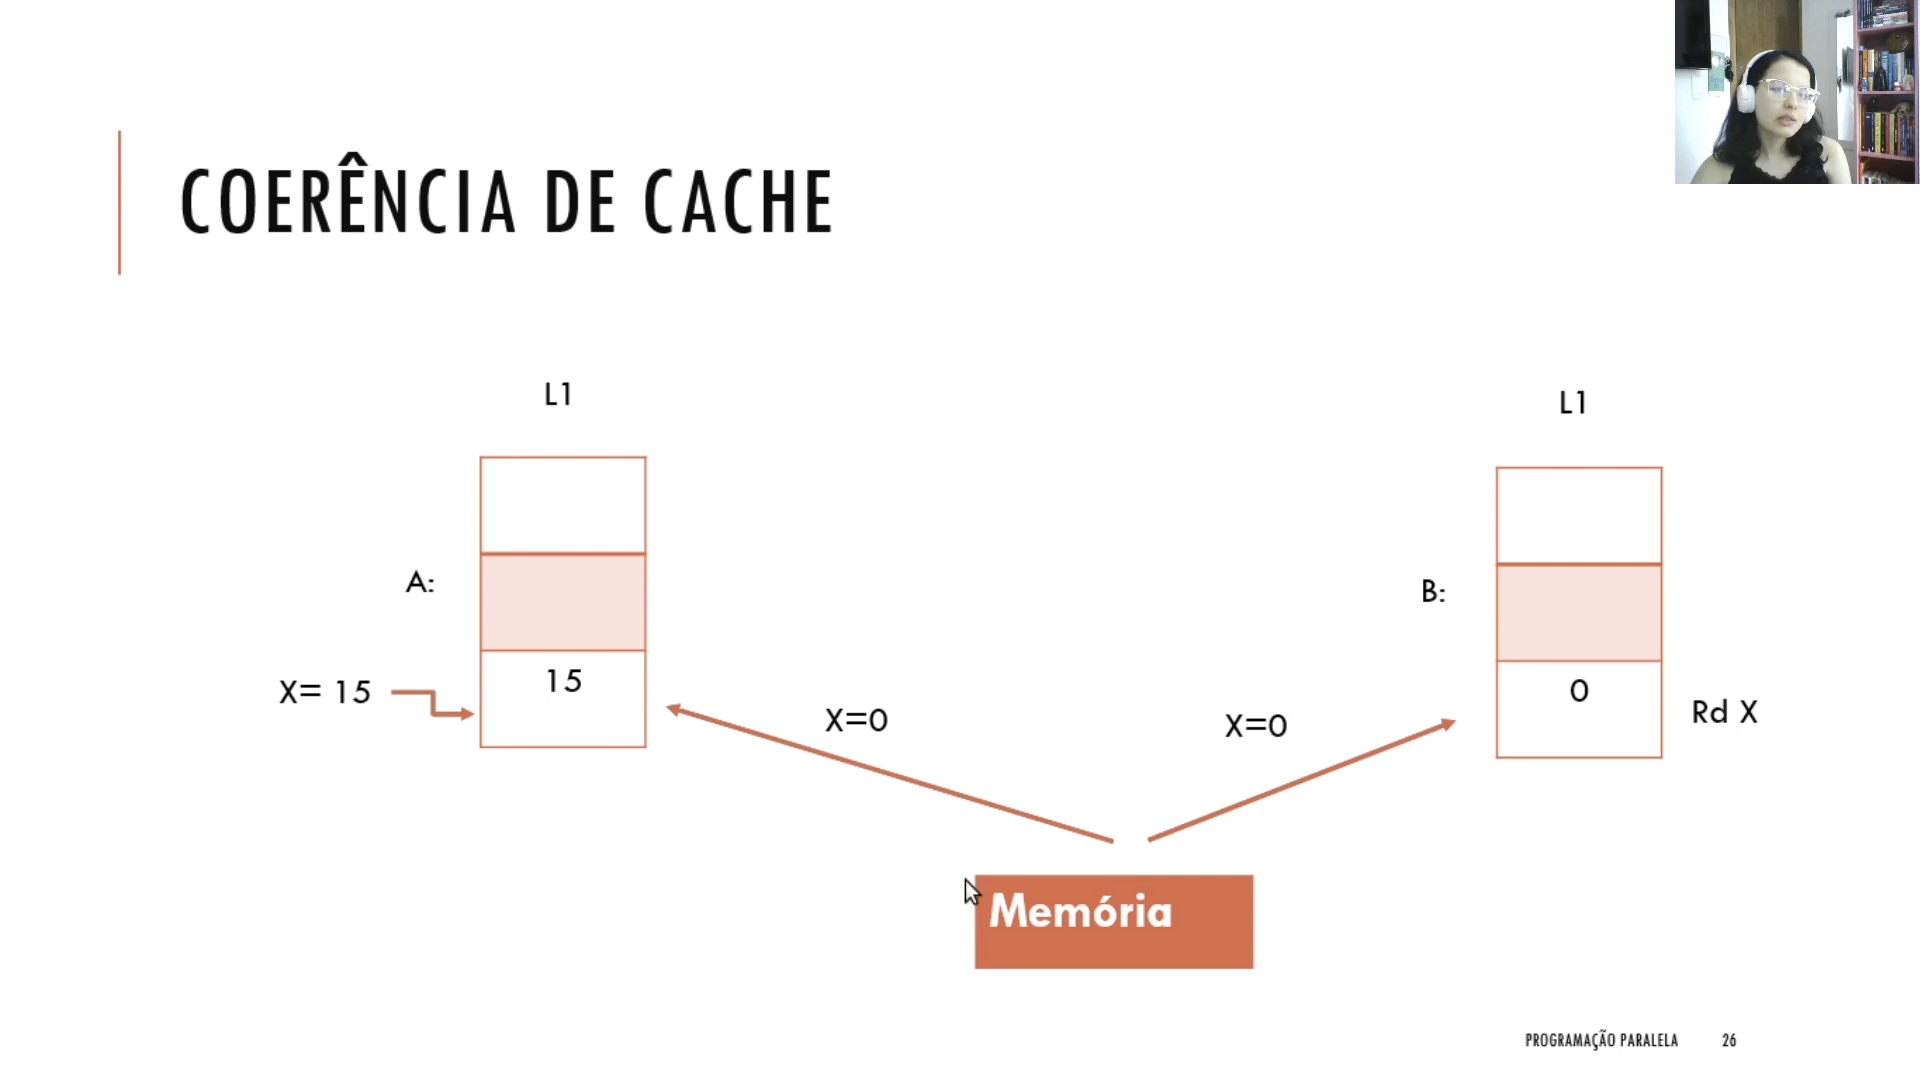 COERÊNCIA DE CACHE
L1
L1
A:
B:
X= 15
15
X=0
X=0
0
Rd X
Memória
PROGRAMAÇÃO PARALELA 26